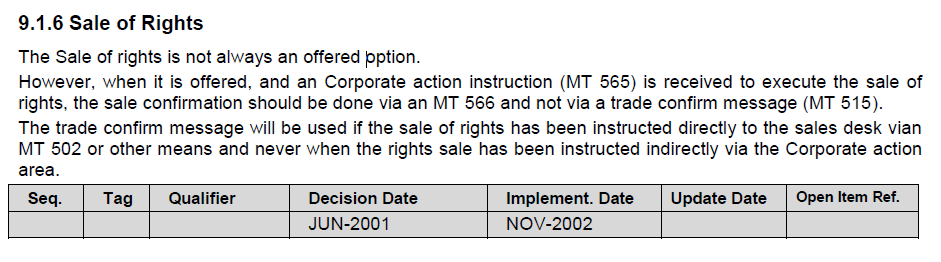 9.1.6 Sale of Rights
The Sale of rights is not always an offered option.
However, when it is offered, and an Corporate action instruction (MT 565) is received to execute the sale of
rights, the sale confirmation should be done via an MT 566 and not via a trade confirm message (MT 515).
The trade confirm message will be used if the sale of rights has been instructed directly to the sales desk vian
MT 502 or other means and never when the rights sale has been instructed indirectly via the Corporate action
area.
Seq. Tag Qualifier Decision Date Implement. Date Update Date Open Item Ref.
JUN-2001 NOV-2002